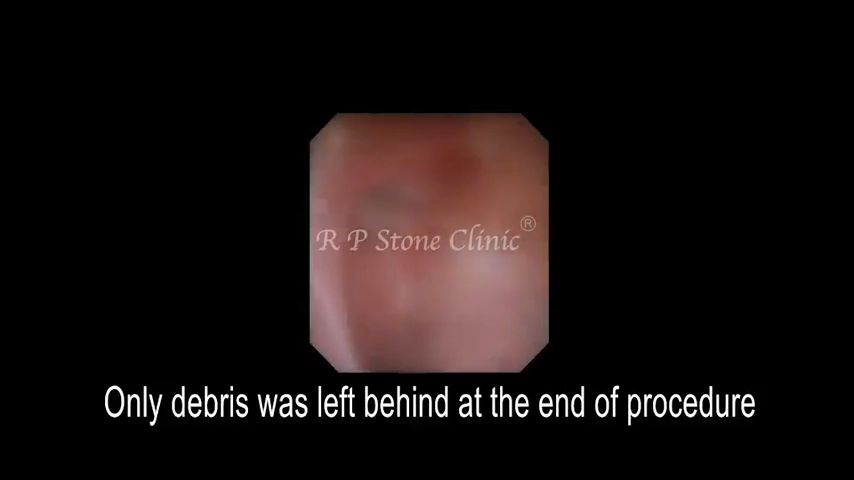 R P Stone Clinic®
Only debris was left behind at the end of procedure